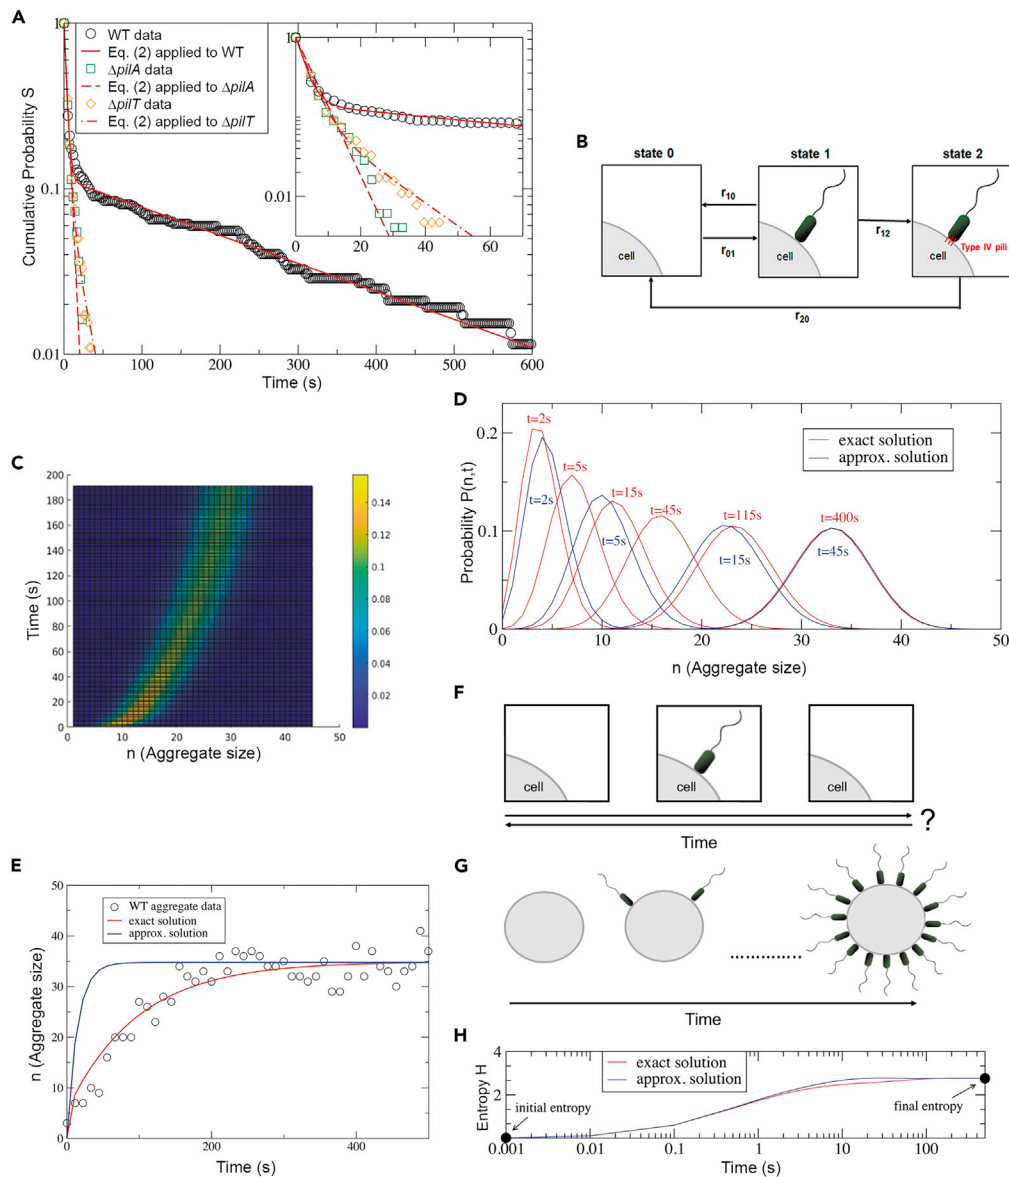 A
Cumulative Probability S
1
0.1
0.01
0
100
200
300
400
500
600
Time (s)
WT data
Eq. (2) applied to WT
ΔpilA data
Eq. (2) applied to ΔpilA
ΔpilT data
Eq. (2) applied to ΔpilT
1
0.01
0
20
40
60
B
state 0
state 1
state 2
r10
r01
r12
r20
cell
cell
cell
Type IV pili
C
Time (s)
200
180
160
140
120
100
80
60
40
20
0
0
10
20
30
40
50
n (Aggregate size)
0.14
0.12
0.10
0.08
0.06
0.04
0.02
D
Probability P(n,t)
0.2
0.1
0
0
10
20
30
40
50
n (Aggregate size)
exact solution
approx. solution
t=2s
t=5s
t=15s
t=45s
t=115s
t=400s
t=2s
t=5s
t=15s
t=45s
E
n (Aggregate size)
50
40
30
20
10
0
0
200
400
Time (s)
WT aggregate data
exact solution
approx. solution
F
cell
cell
cell
?
Time
G
..............
Time
H
Entropy H
4
2
0
exact solution
approx. solution
initial entropy
final entropy
0.001
0.01
0.1
1
10
100
Time (s)